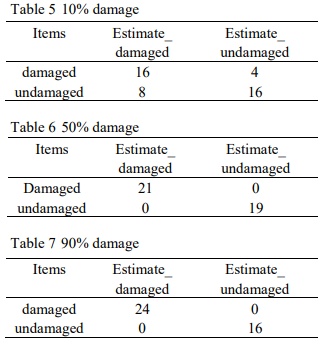 Table 5 10% damage
Items Estimate_ Estimate_
damaged undamaged
damaged 16 4
undamaged 8 16
Table 6 50% damage
Items Estimate_ Estimate_
damaged undamaged
Damaged 21 0
undamaged 0 19
Table 7 90% damage
Items Estimate_ Estimate_
damaged undamaged
damaged 24 0
undamaged 0 16